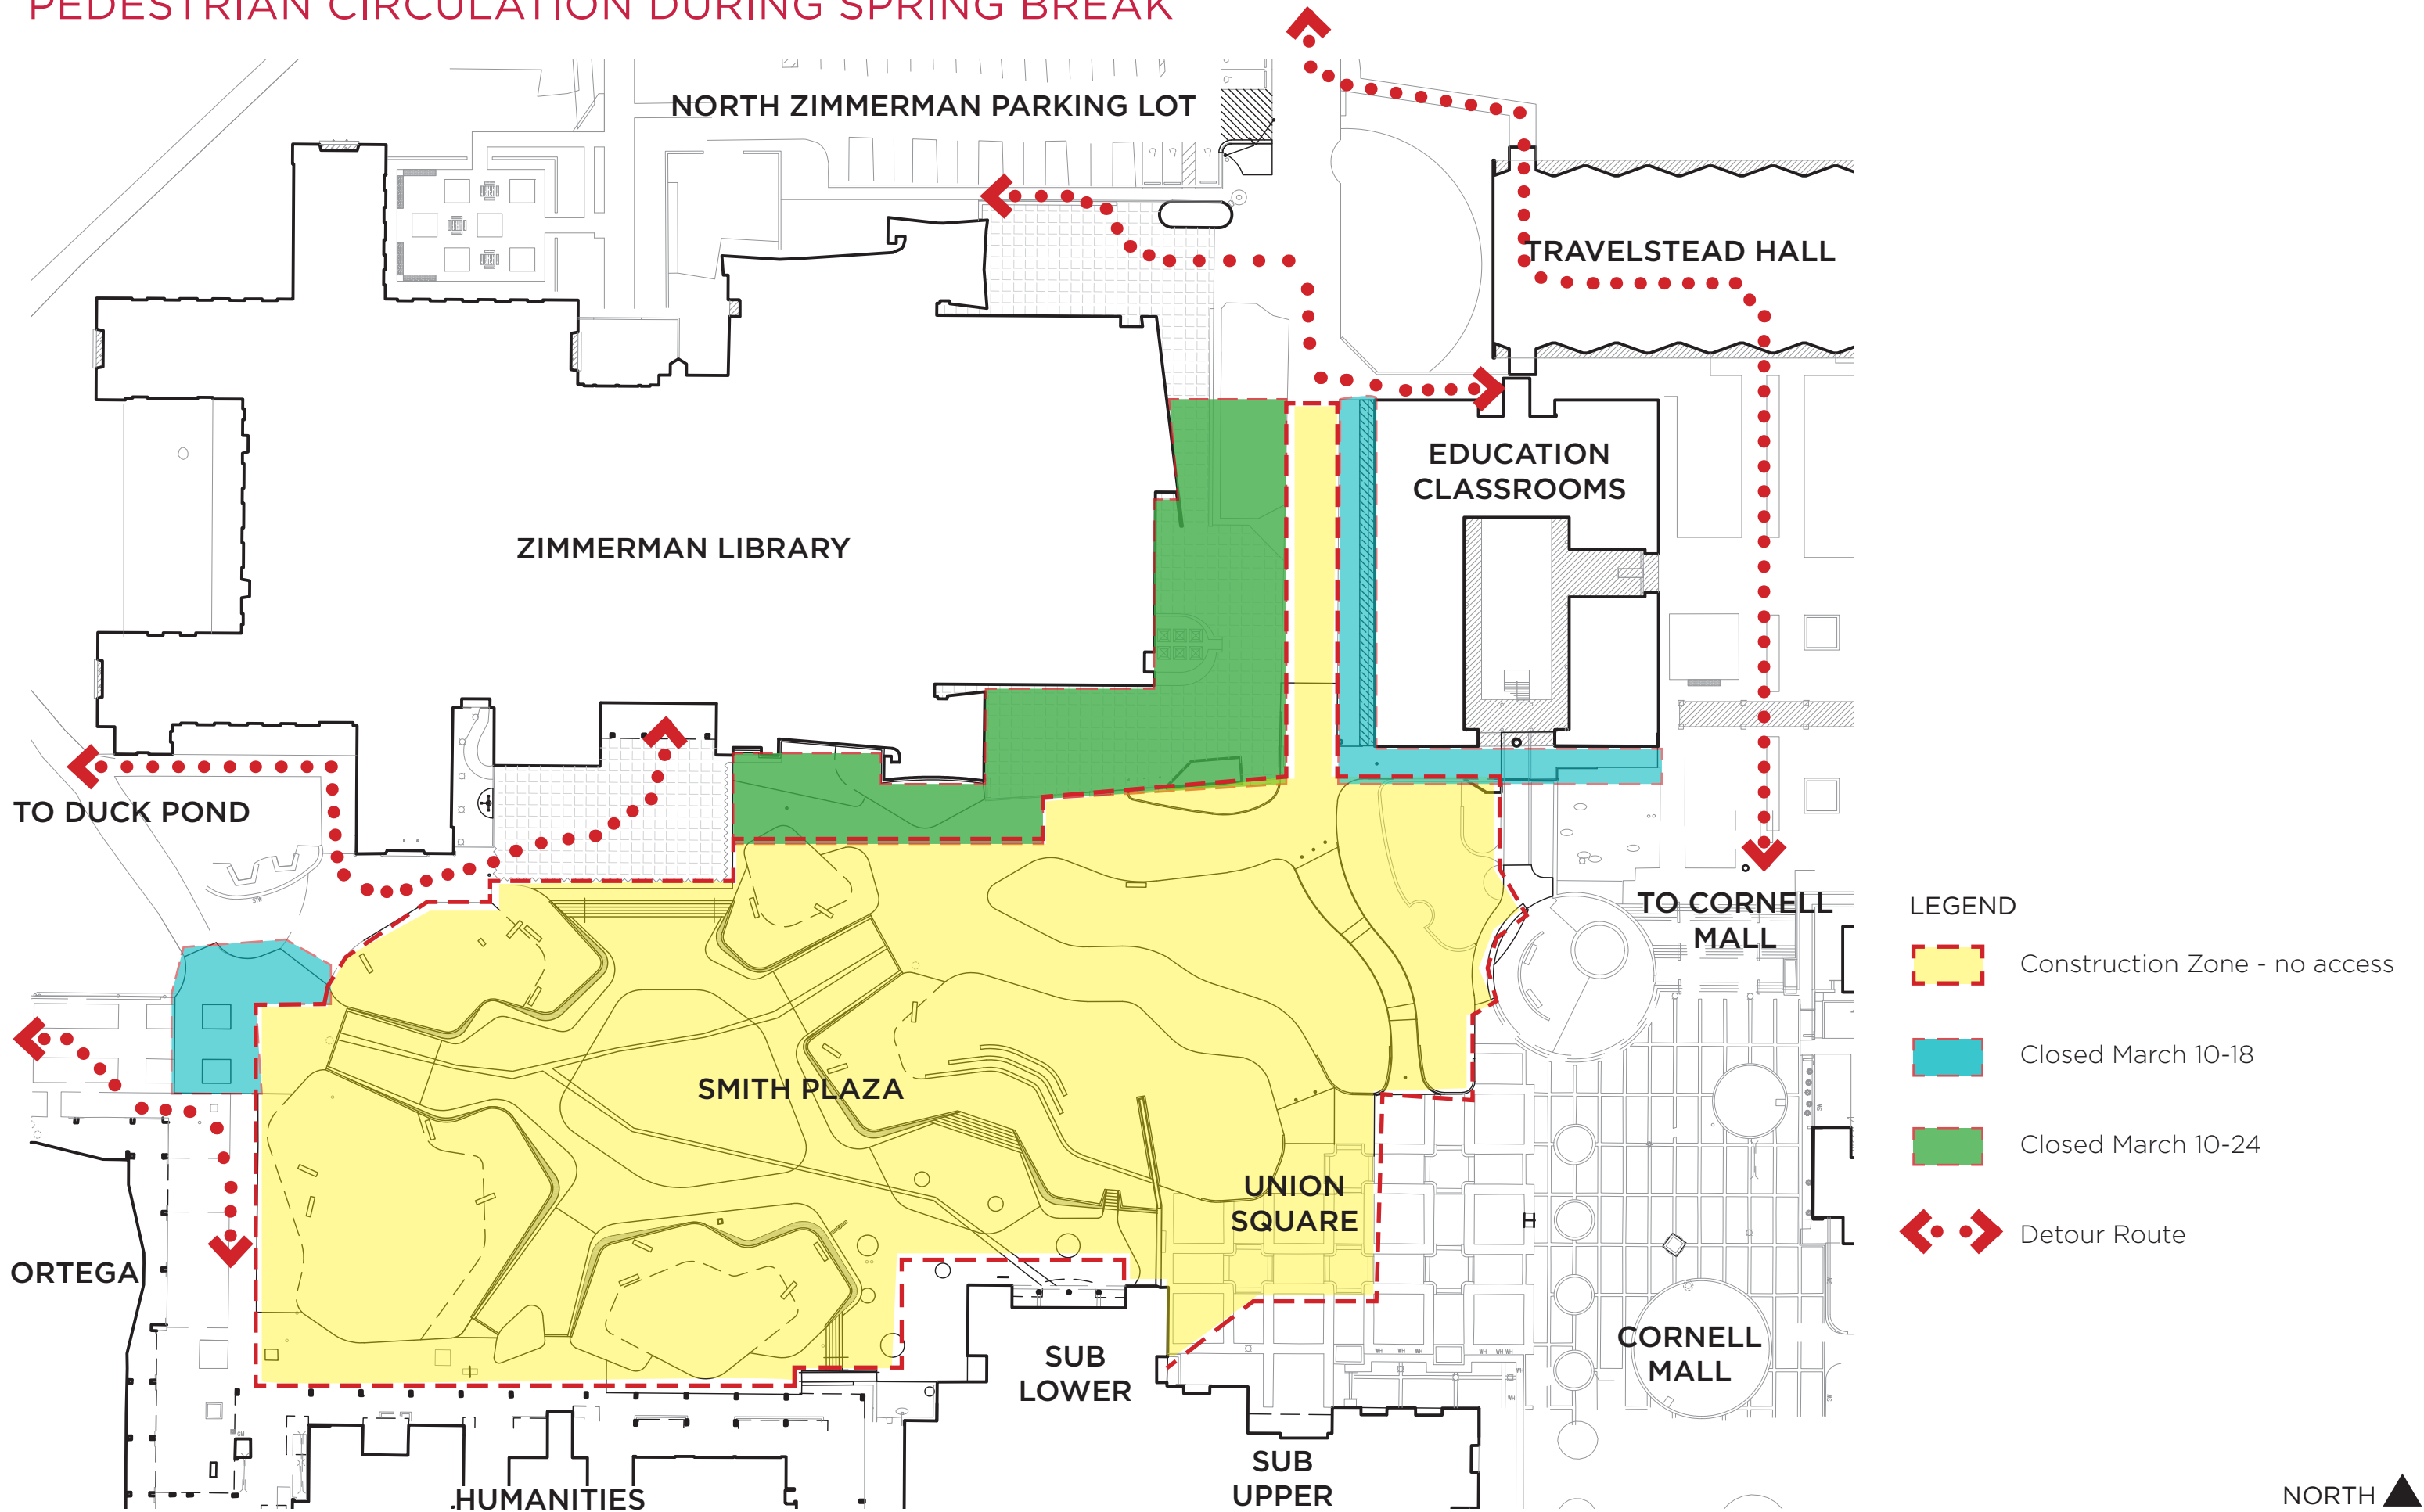 PEDESTRIAN CIRCULATION DURING SPRING BREAK
NORTH ZIMMERMAN PARKING LOT
TRAVELSTEAD HALL
EDUCATION
CLASSROOMS
ZIMMERMAN LIBRARY
TO DUCK POND
TO CORNELL
MALL
LEGEND
Construction Zone - no access
Closed March 10-18
Closed March 10-24
Detour Route
SMITH PLAZA
UNION
SQUARE
ORTEGA
SUB
LOWER
CORNELL
MALL
SUB
UPPER
HUMANITIES
NORTH